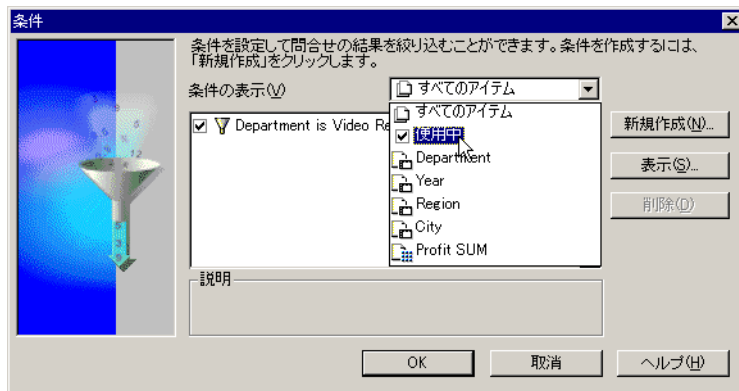 条件
条件を設定して問合せの結果を絞り込むことができます。条件を作成するには、
「新規作成」をクリックします。
条件の表示(V)
すべてのアイテム
すべてのアイテム
Department is Video Re
使用中
Department
Year
Region
City
Profit SUM
新規作成(N)...
表示(S)...
削除(D)
説明
OK
取消
ヘルプ(H)